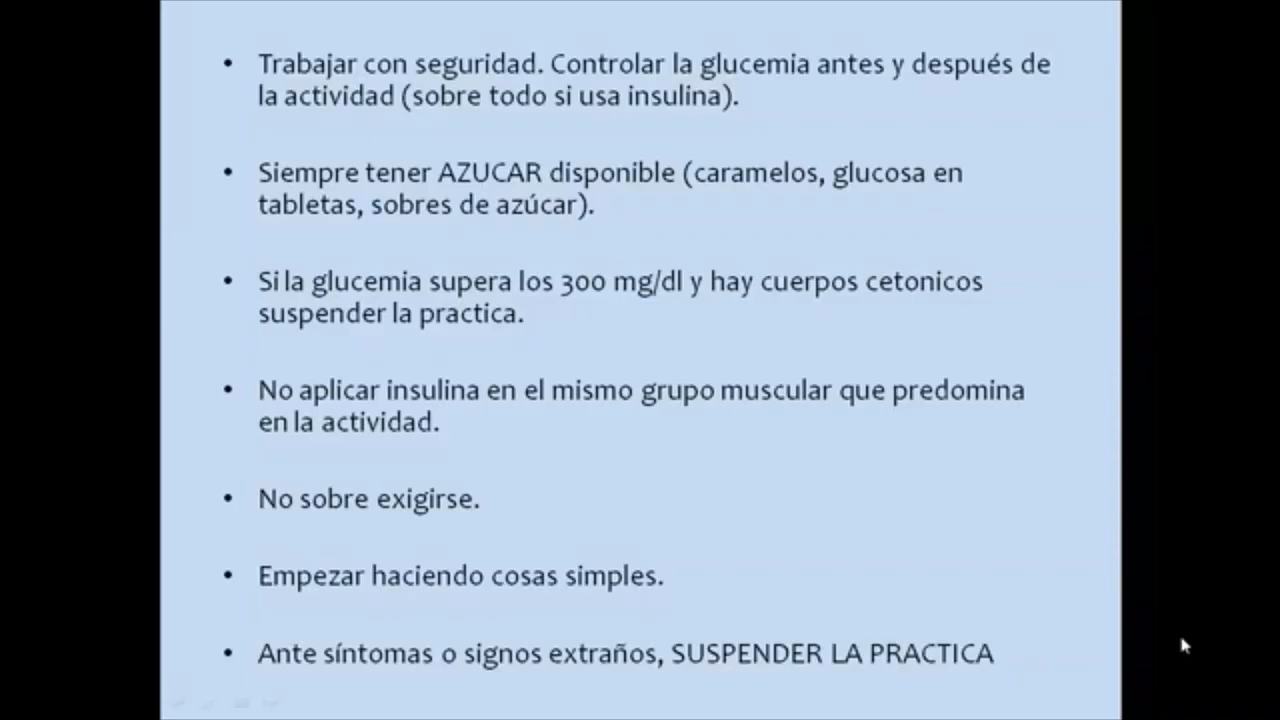 • Trabajar con seguridad. Controlar la glucemia antes y después de
la actividad (sobre todo si usa insulina).
• Siempre tener AZUCAR disponible (caramelos, glucosa en
tabletas, sobres de azúcar).
• Si la glucemia supera los 300 mg/dl y hay cuerpos cetonicos
suspender la practica.
• No aplicar insulina en el mismo grupo muscular que predomina
en la actividad.
• No sobre exigirse.
• Empezar haciendo cosas simples.
• Ante síntomas o signos extraños, SUSPENDER LA PRACTICA